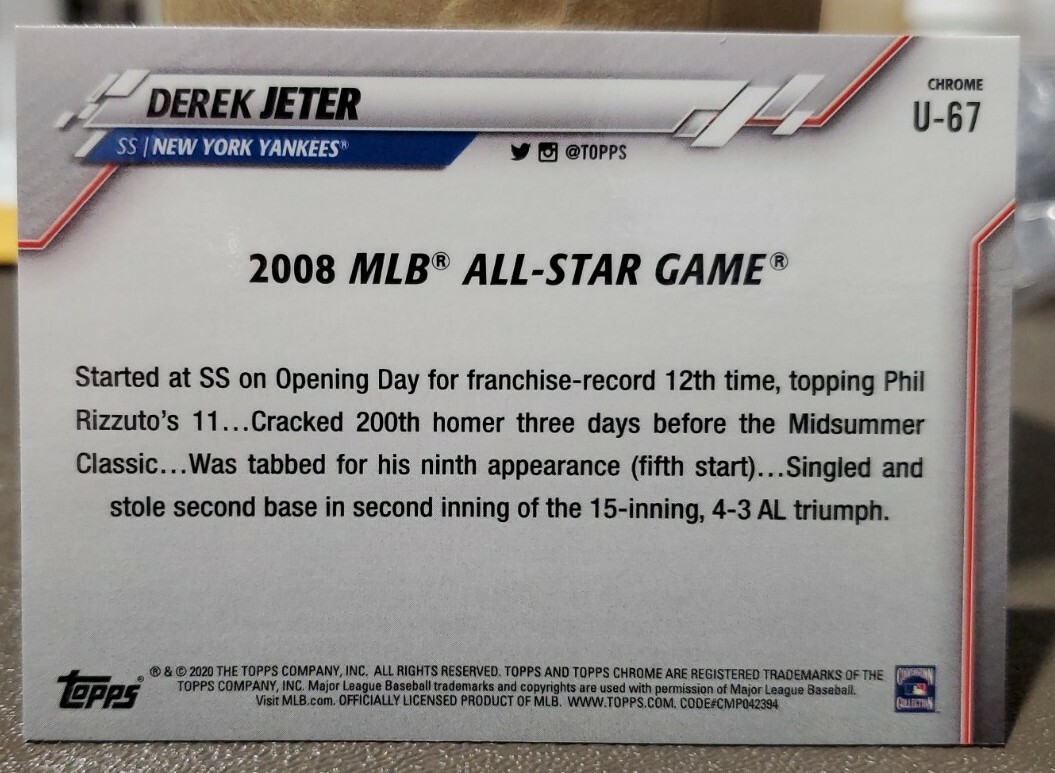 DEREK JETER
CHROME
U-67
SS | NEW YORK YANKEES®
@TOPPS
2008 MLB® ALL-STAR GAME®
Started at SS on Opening Day for franchise-record 12th time, topping Phil
Rizzuto's 11...Cracked 200th homer three days before the Midsummer
Classic...Was tabbed for his ninth appearance (fifth start)...Singled and
stole second base in second inning of the 15-inning, 4-3 AL triumph.
topps®
® & © 2020 THE TOPPS COMPANY, INC. ALL RIGHTS RESERVED. TOPPS AND TOPPS CHROME ARE REGISTERED TRADEMARKS OF THE
TOPPS COMPANY, INC. Major League Baseball trademarks and copyrights are used with permission of Major League Baseball.
Visit MLB.com. OFFICIALLY LICENSED PRODUCT OF MLB. WWW.TOPPS.COM. CODE#CMP042394
COLLECTION